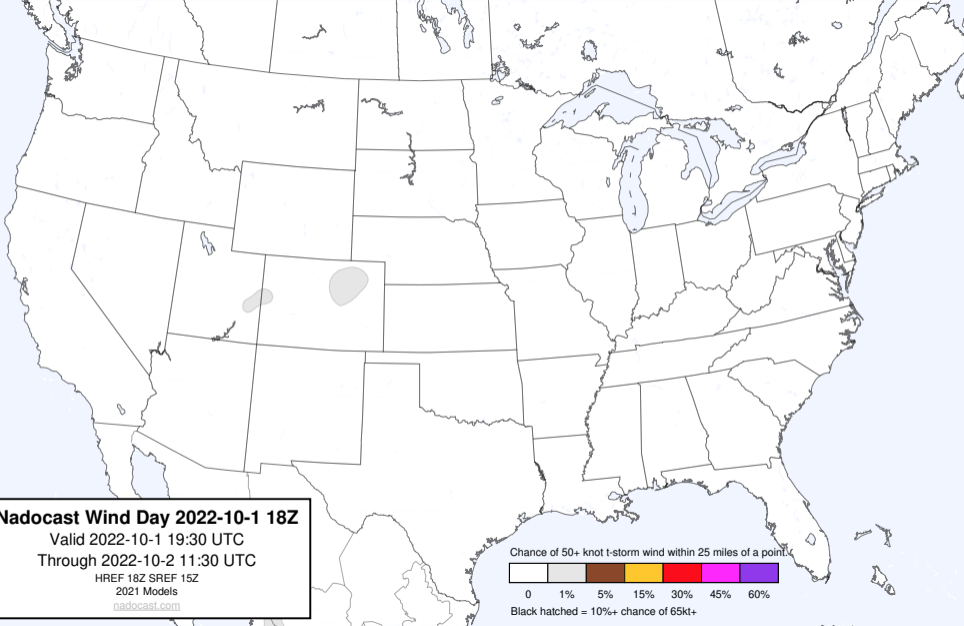 Nadocast Wind Day 2022-10-1 18Z
Valid 2022-10-1 19:30 UTC
Through 2022-10-2 11:30 UTC
HREF 18Z SREF 15Z
2021 Models
nadocast.com
Chance of 50+ knot t-storm wind within 25 miles of a point.
0 1% 5% 15% 30% 45% 60%
Black hatched = 10%+ chance of 65kt+